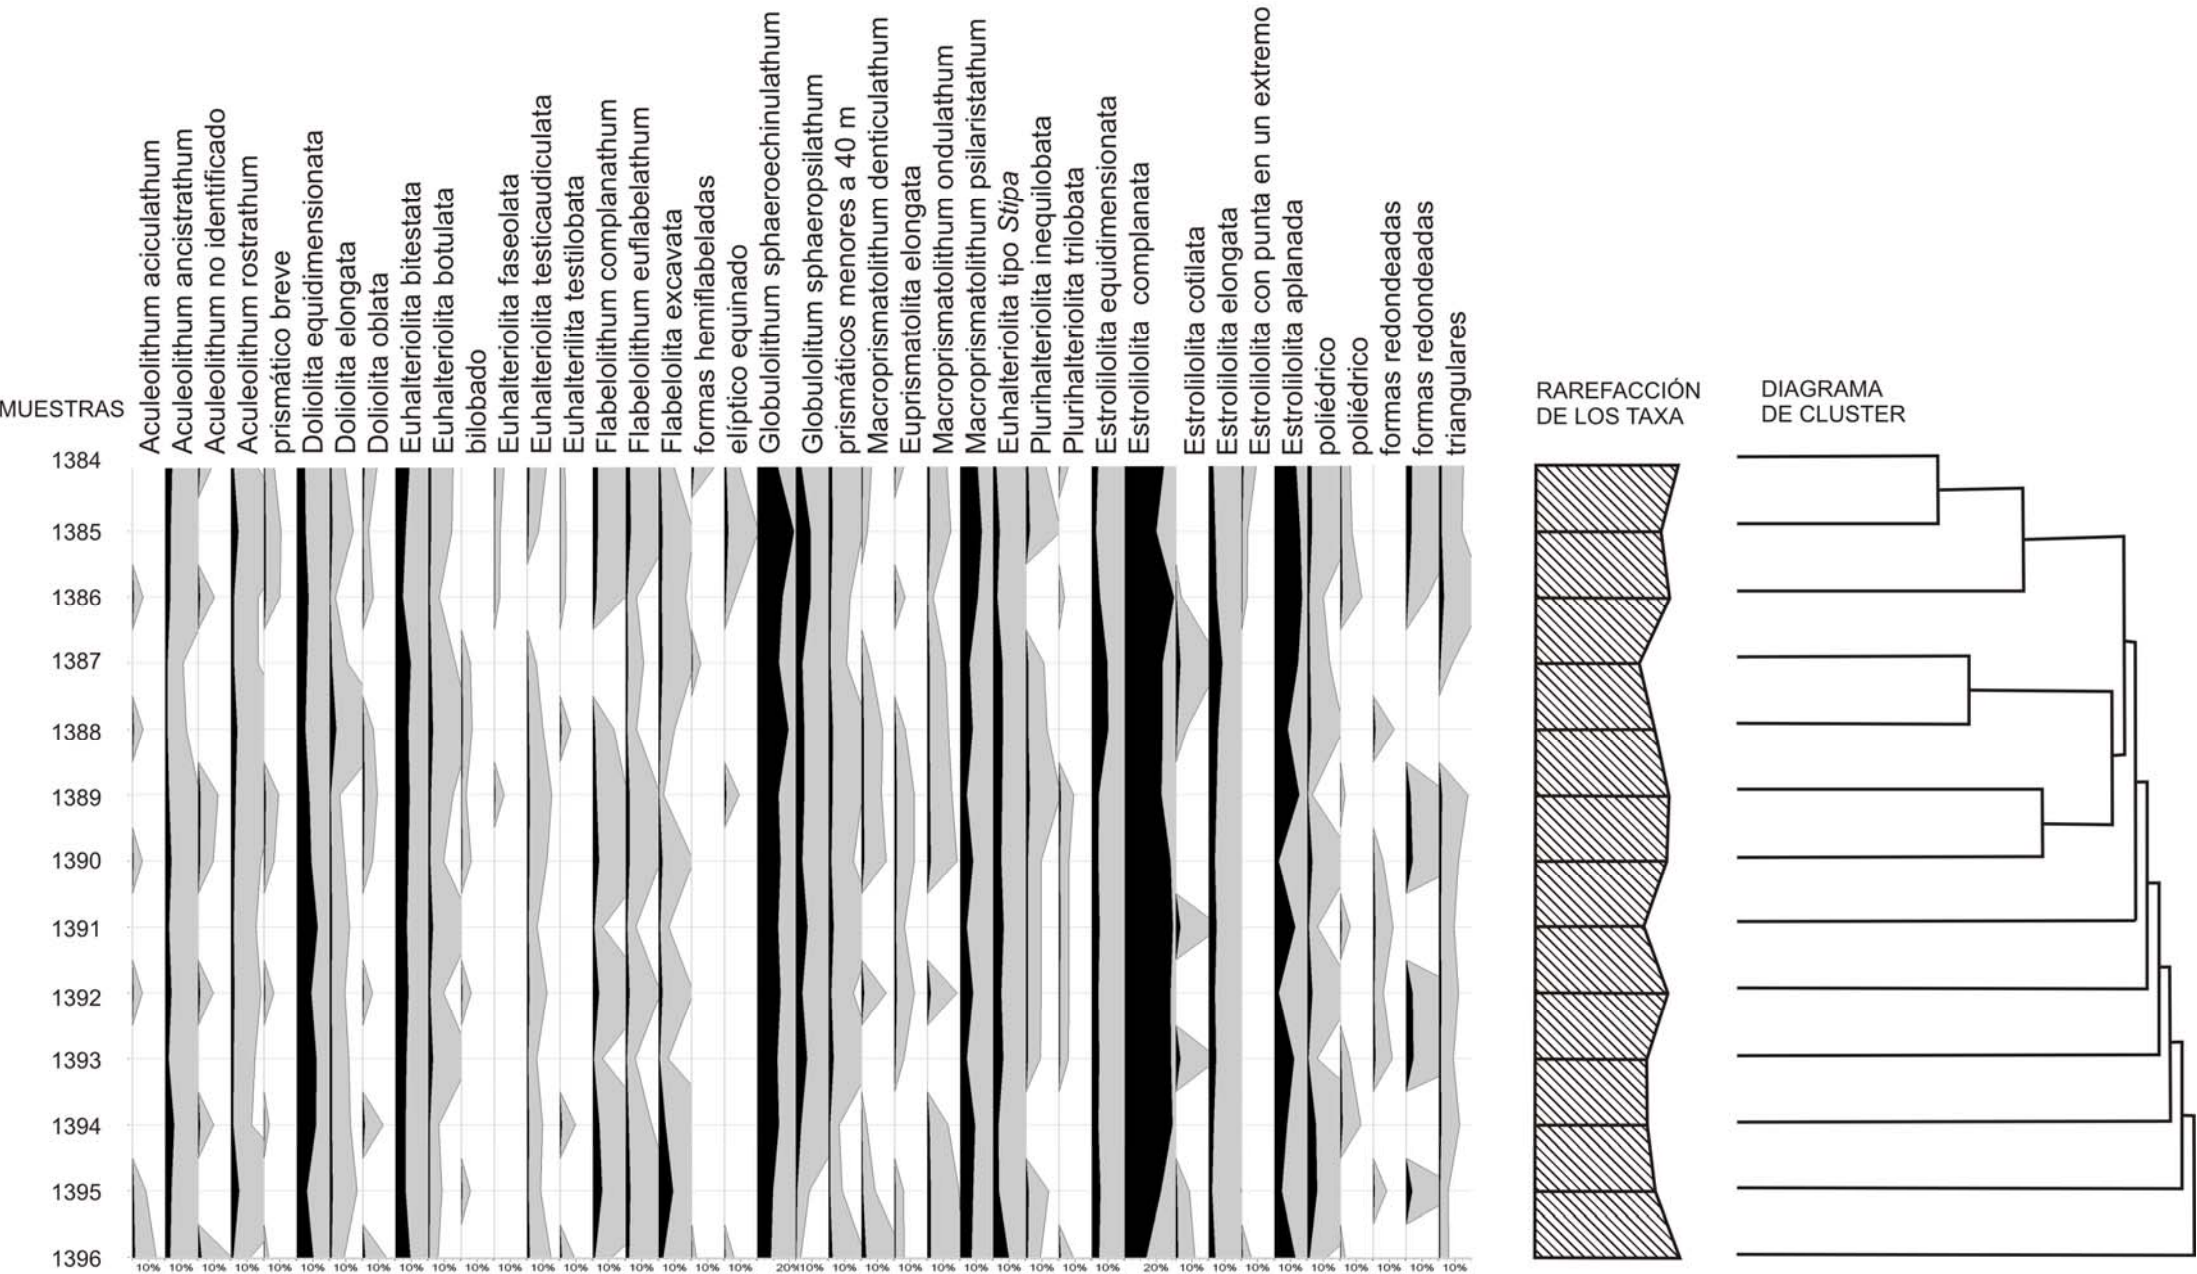 MUESTRAS
Aculeolithum aciculathum
Aculeolithum ancistrathum
Aculeolithum no identificado
Aculeolithum rostrathum
prismático breve
Doliolita equidimensionata
Doliolita elongata
Doliolita oblata
Euhalteriolita bitestata
Euhalteriolita botulata
bilobado
Euhalteriolita faseolata
Euhalteriolita testicaudiculata
Euhalterilita testilobata
Flabelolithum complanathum
Flabelolithum euflabelathum
Flabelolita excavata
formas hemiflabeladas
elíptico equinado
Globulolithum sphaeroechinulathum
Globulolitum sphaeropsilathum
prismáticos menores a 40 m
Macroprismatolithum denticulathum
Euprismatolita elongata
Macroprismatolithum ondulathum
Macroprismatolithum psilaristathum
Euhalteriolita tipo Stipa
Plurihalteriolita inequilobata
Plurihalteriolita trilobata
Estrolilolita equidimensionata
Estrolilolita complanata
Estrolilolita cotilata
Estrolilolita elongata
Estrolilolita con punta en un extremo
Estrolilolita aplanada
poliédrico
poliédrico
formas redondeadas
formas redondeadas
triangulares
RAREFACCIÓN
DE LOS TAXA
DIAGRAMA
DE CLUSTER
1384
1385
1386
1387
1388
1389
1390
1391
1392
1393
1394
1395
1396
10% 10% 10% 10% 10% 10% 10% 10% 10% 10% 10% 10% 10% 10% 10% 10% 10% 10% 10% 20% 10% 10% 10% 10% 10% 10% 10% 10% 10% 10% 20% 10% 10% 10% 10% 10% 10% 10% 10% 10%